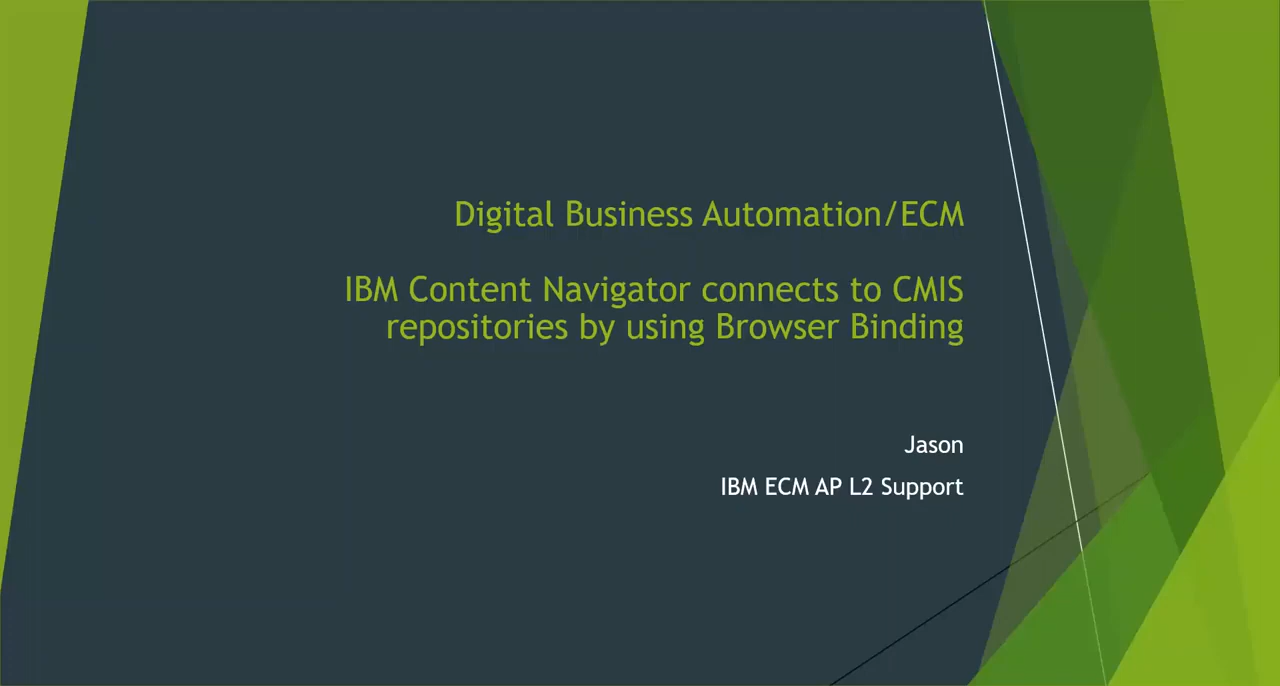 Digital Business Automation/ECM
IBM Content Navigator connects to CMIS
repositories by using Browser Binding
Jason
IBM ECM AP L2 Support